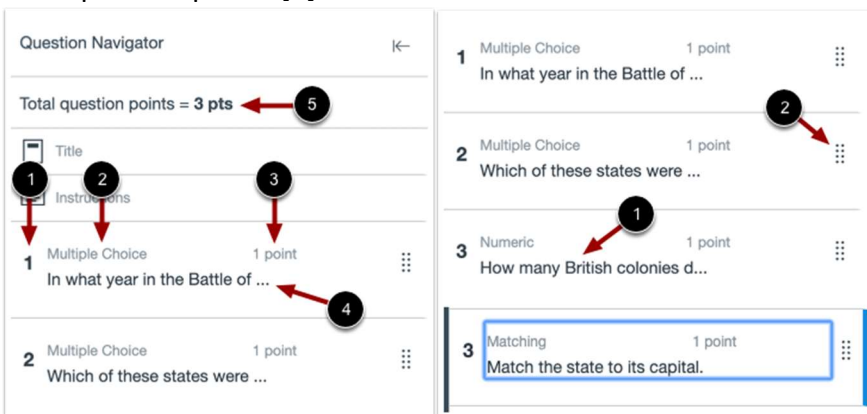 Question Navigator
Total question points = 3 pts
5
Title
1
2
3
Instructions
1
Multiple Choice
1 point
In what year in the Battle of ...
4
2
Multiple Choice
1 point
Which of these states were ...
1
Multiple Choice
1 point
In what year in the Battle of ...
2
2
Multiple Choice
1 point
Which of these states were ...
1
3
Numeric
1 point
How many British colonies d...
3
Matching
1 point
Match the state to its capital.